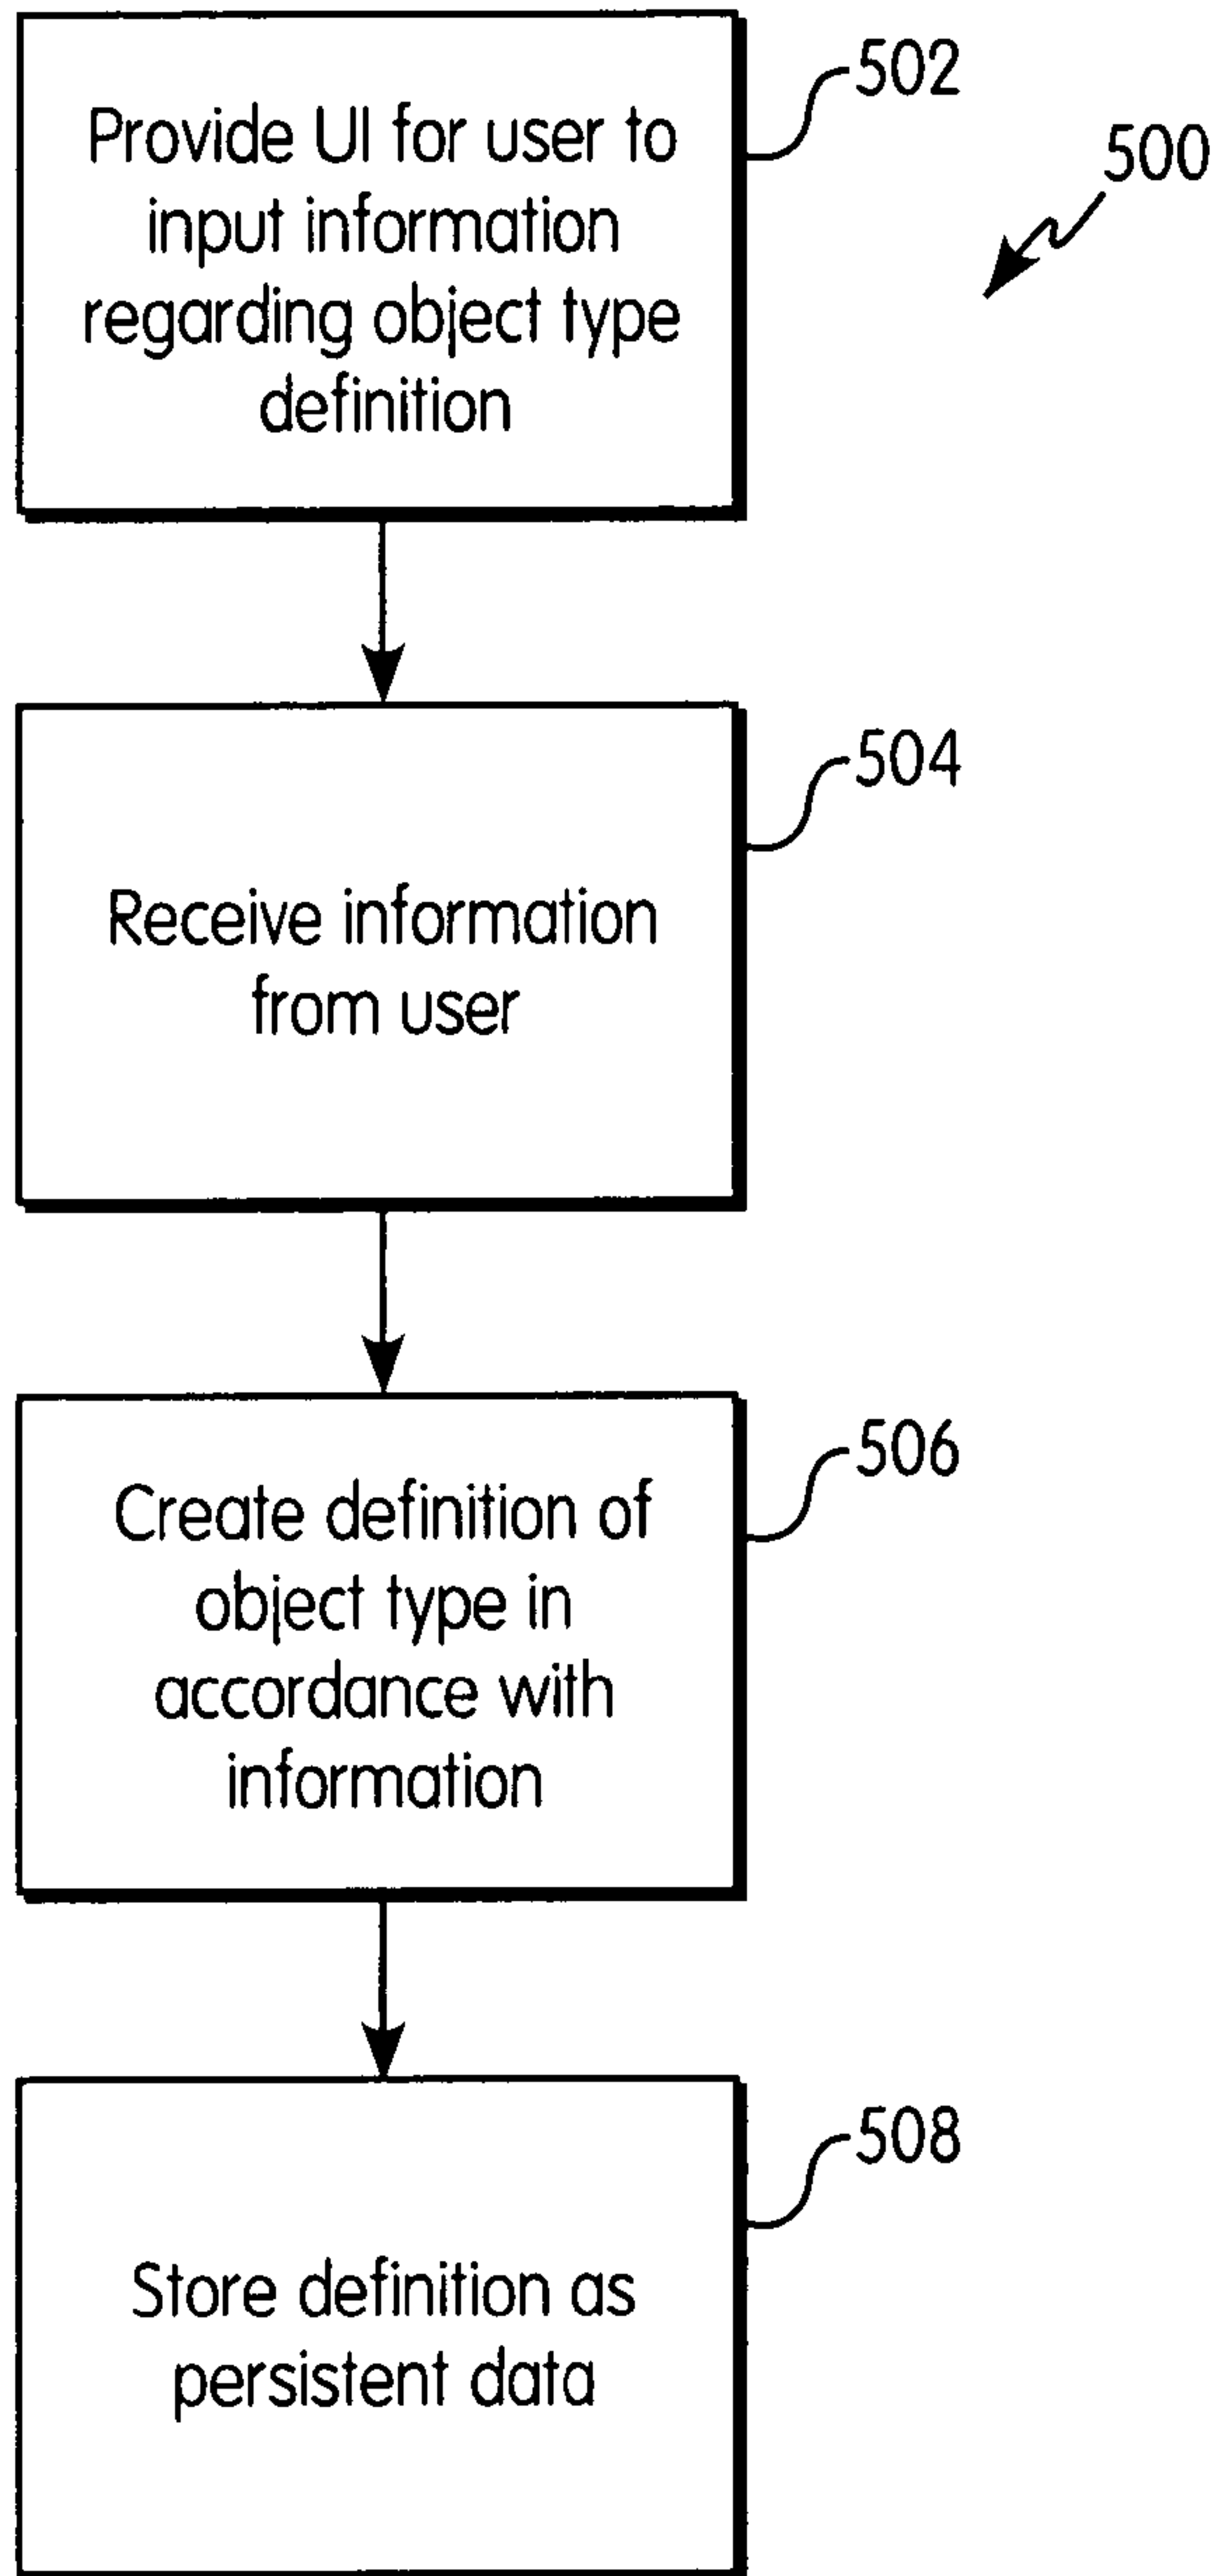 502
500
Provide UI for user to
input information
regarding object type
definition
504
Receive information
from user
506
Create definition of
object type in
accordance with
information
508
Store definition as
persistent data